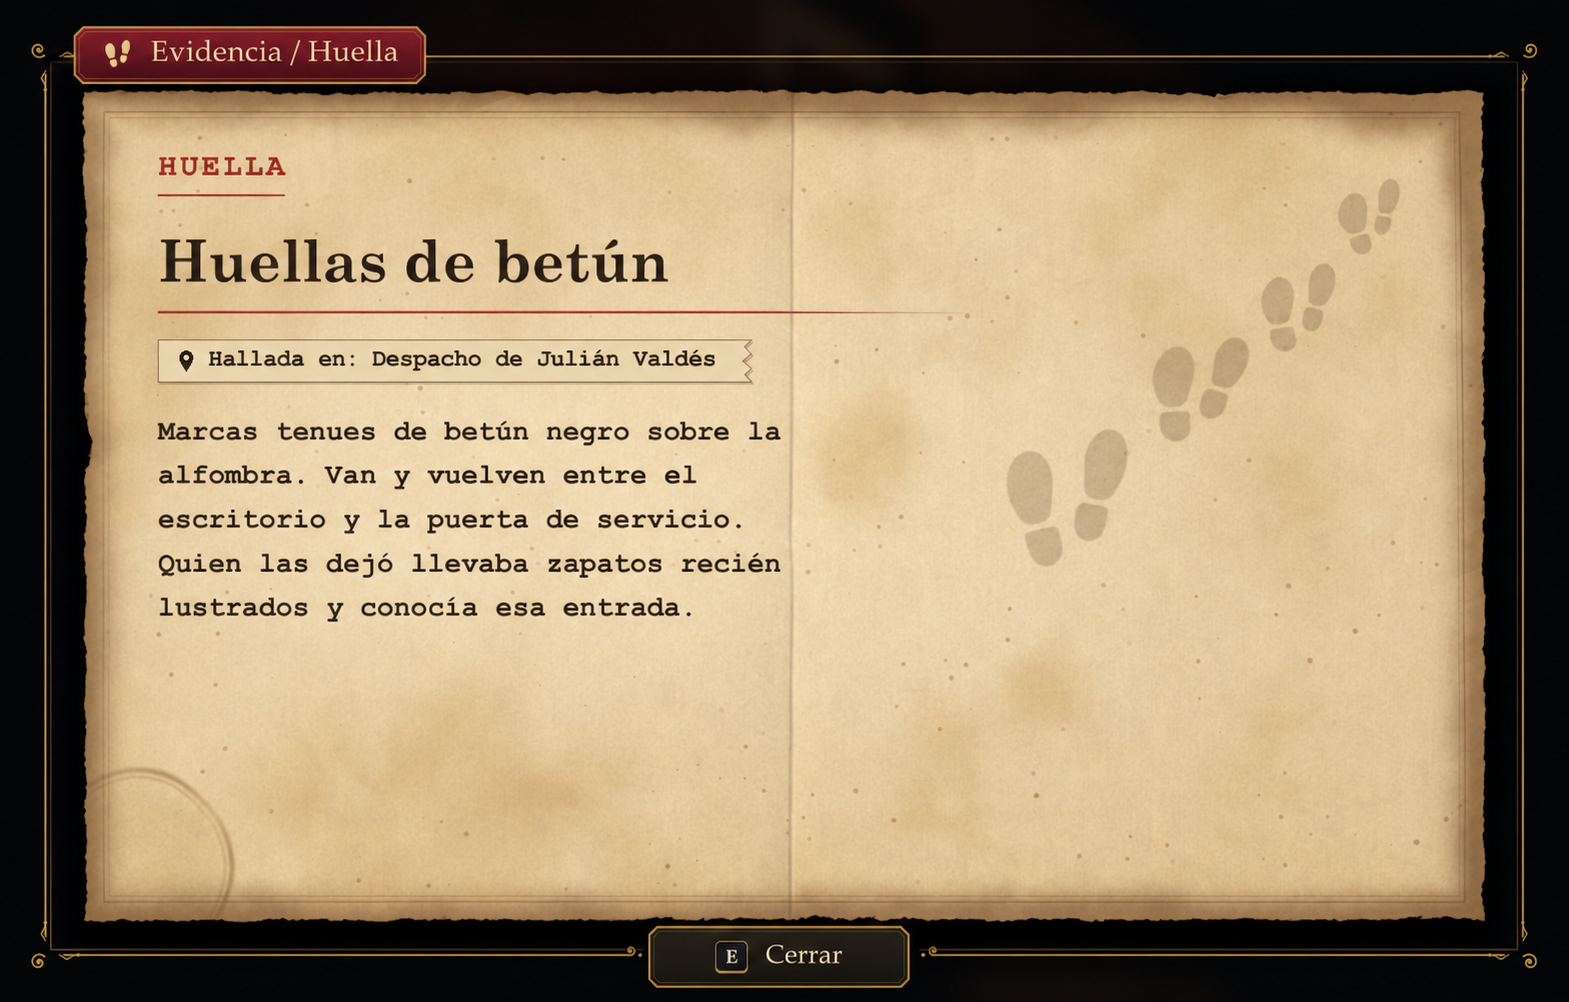 Evidencia / Huella
HUELLA
Huellas de betún
Hallada en: Despacho de Julián Valdés
Marcas tenues de betún negro sobre la
alfombra. Van y vuelven entre el
escritorio y la puerta de servicio.
Quien las dejó llevaba zapatos recién
lustrados y conocía esa entrada.
E Cerrar